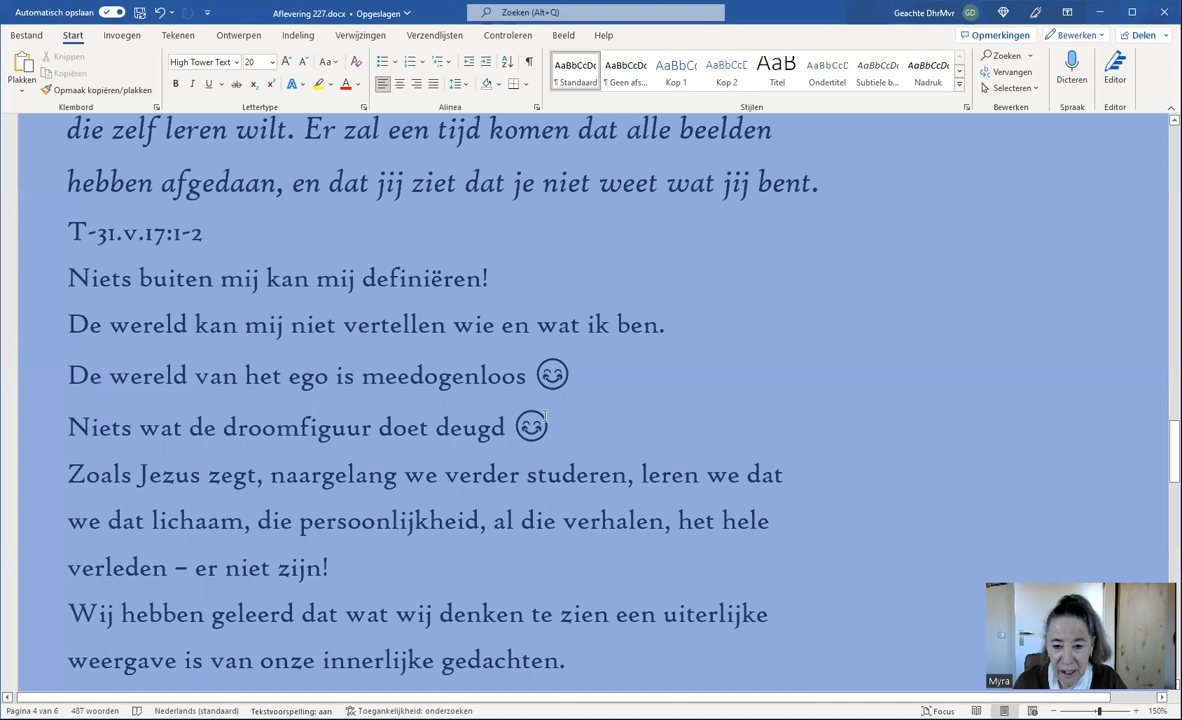 Automatisch opslaan
Aflevering 227.docx • Opgeslagen
Zoeken (Alt+Q)
Geachte DhrMvr GD
Bestand Start Invoegen Tekenen Ontwerpen Indeling Verwijzingen Verzendlijsten Controleren Beeld Help Opmerkingen Bewerken Delen
Plakken
Knippen
Kopiëren
Opmaak kopiëren/plakken
Klembord
High Tower Text 20
Lettertype
Alinea
AaBbCcDc AaBbCcDc AaBbCc AaBbCcD AaB AaBbCcD AaBbCcDc AaBbCcDc
¶ Standard ¶ Geen afs... Kop 1 Kop 2 Titel Ondertitel Subtiele b... Nadruk
Stijlen
Zoeken
Vervangen
Selecteren
Bewerken
Dicteren
Spraak
Editor
Editor
die zelf leren wilt. Er zal een tijd komen dat alle beelden
hebben afgedaan, en dat jij ziet dat je niet weet wat jij bent.
T-31.v.17:1-2
Niets buiten mij kan mij definiëren!
De wereld kan mij niet vertellen wie en wat ik ben.
De wereld van het ego is meedogenloos 😊
Niets wat de droomfiguur doet deugd 😊
Zoals Jezus zegt, naargelang we verder studeren, leren we dat
we dat lichaam, die persoonlijkheid, al die verhalen, het hele
verleden – er niet zijn!
Wij hebben geleerd dat wat wij denken te zien een uiterlijke
weergave is van onze innerlijke gedachten.
Myra
Pagina 4 van 6 487 woorden Nederlands (standaard) Tekstvoorspelling: aan Toegankelijkheid: onderzoeken Focus 150%